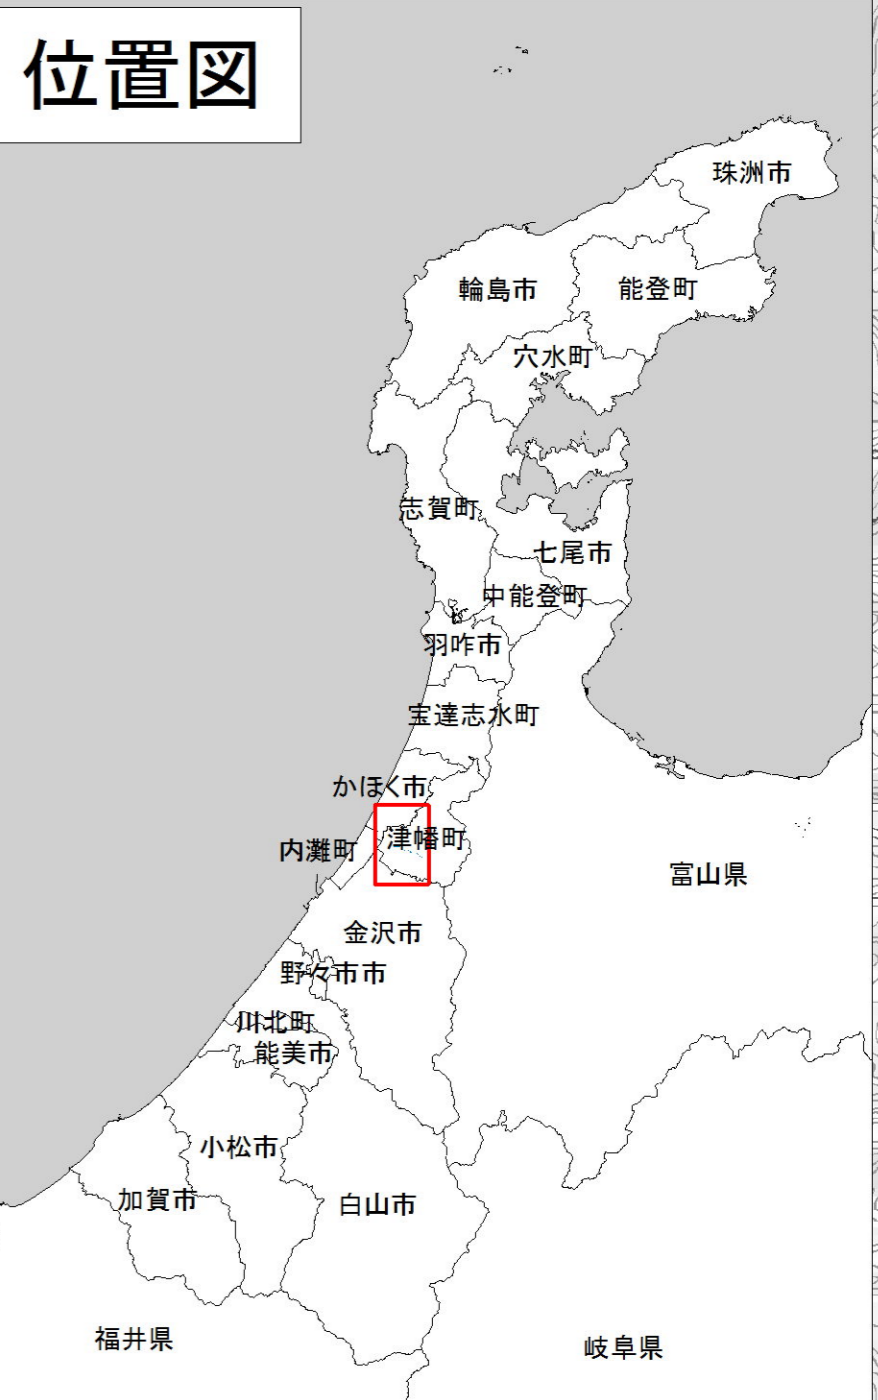 位置図
珠洲市
輪島市
能登町
穴水町
志賀町
七尾市
中能登町
羽咋市
宝達志水町
かほく市
津幡町
内灘町
富山県
金沢市
野々市市
川北町
能美市
小松市
加賀市
白山市
福井県
岐阜県